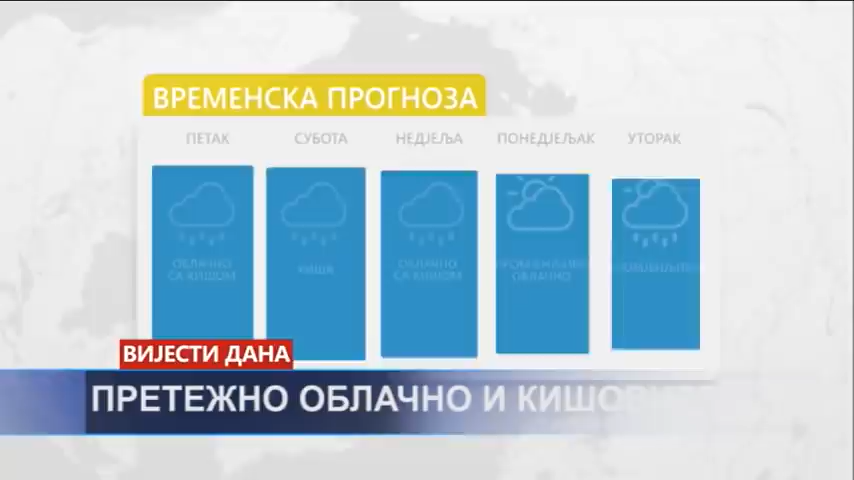 ВРЕМЕНСКА ПРОГНОЗА
ПЕТАК СУБОТА НЕДЈЕЉА ПОНЕДЈЕЉАК УТОРАК
ОБЛАЧНО КИША ОБЛАЧНО
СА КИШОМ СА КИШОМ ОБЛАЧНО
ВИЈЕСТИ ДАНА
ПРЕТЕЖНО ОБЛАЧНО И